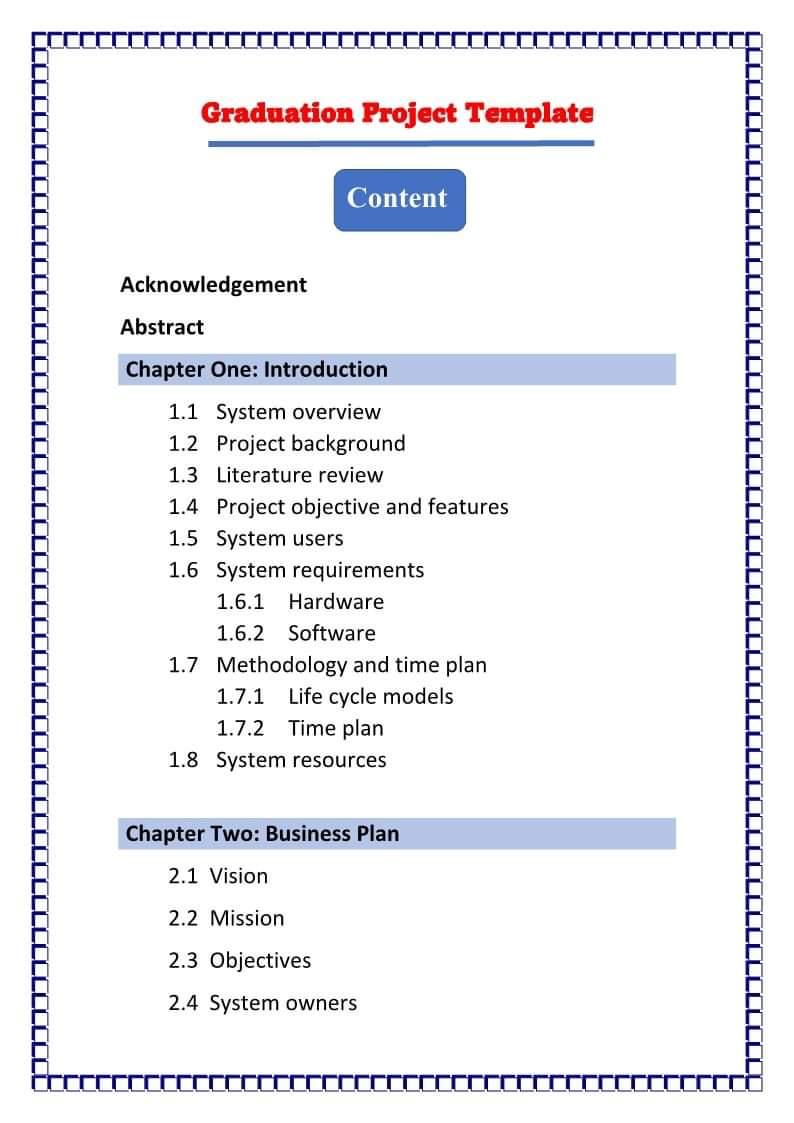 Graduation Project Template
Content
Acknowledgement
Abstract
Chapter One: Introduction
1.1 System overview
1.2 Project background
1.3 Literature review
1.4 Project objective and features
1.5 System users
1.6 System requirements
1.6.1 Hardware
1.6.2 Software
1.7 Methodology and time plan
1.7.1 Life cycle models
1.7.2 Time plan
1.8 System resources
Chapter Two: Business Plan
2.1 Vision
2.2 Mission
2.3 Objectives
2.4 System owners